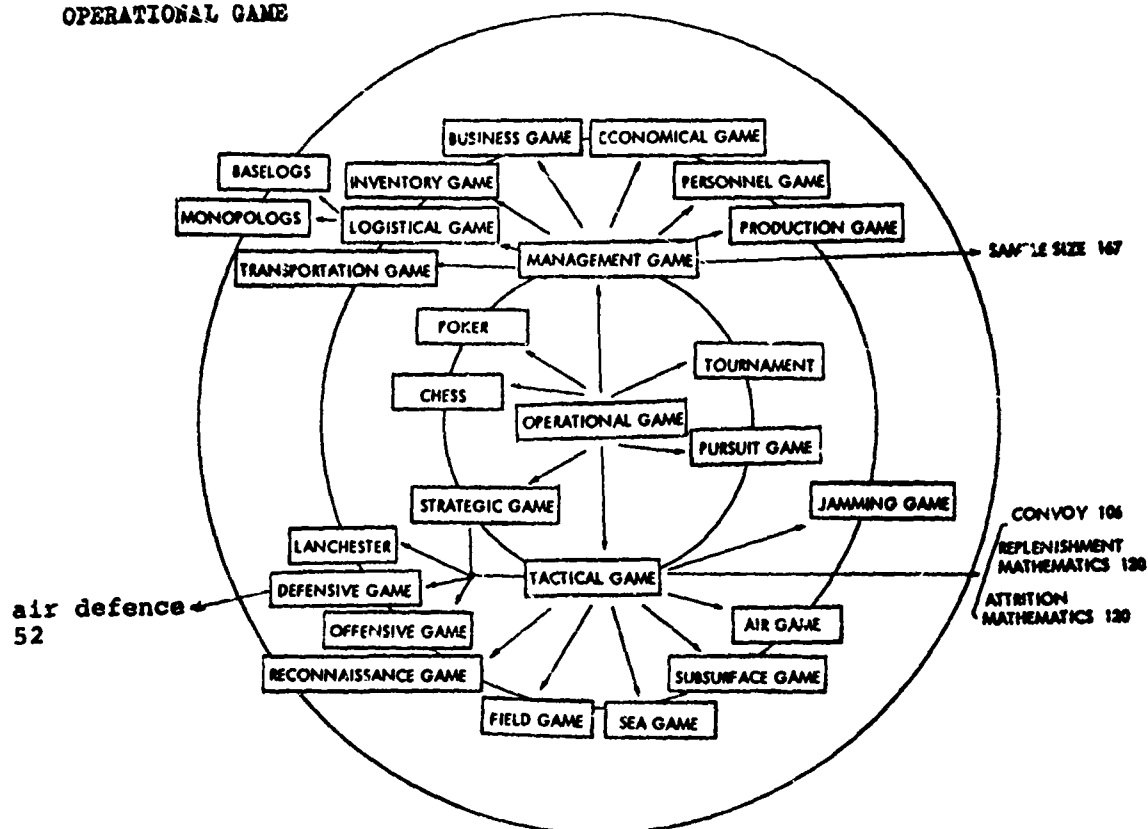 OPERATIONAL GAME
BUSINESS GAME
ECONOMICAL GAME
BASELOGS
INVENTORY GAME
PERSONNEL GAME
MONOPOLOGS
LOGISTICAL GAME
PRODUCTION GAME
TRANSPORTATION GAME
MANAGEMENT GAME
SAMPLE SIZE 167
POKER
TOURNAMENT
CHESS
OPERATIONAL GAME
PURSUIT GAME
STRATEGIC GAME
JAMMING GAME
CONVOY 106
LANCHESTER
REPLENISHMENT
MATHEMATICS 120
DEFENSIVE GAME
TACTICAL GAME
ATTRITION
MATHEMATICS 120
air defence
52
OFFENSIVE GAME
AIR GAME
RECONNAISSANCE GAME
SUBSURFACE GAME
FIELD GAME
SEA GAME